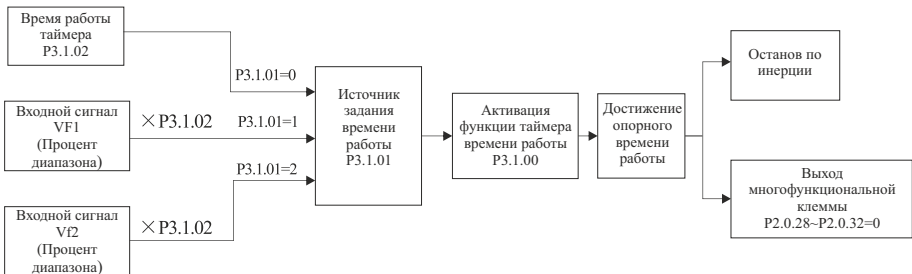 Время работы
таймера
P3.1.02
P3.1.01=0
Входной сигнал
VF1
(Процент
диапазона)
×P3.1.02
P3.1.01=1
P3.1.01=2
Входной сигнал
Vf2
(Процент
диапазона)
×P3.1.02
Источник
задания
времени
работы
P3.1.01
Активация
функции таймера
времени работы
P3.1.00
Достижение
опорного
времени
работы
Останов по
инерции
Выход
многофункциональной
клеммы
P2.0.28~P2.0.32=0